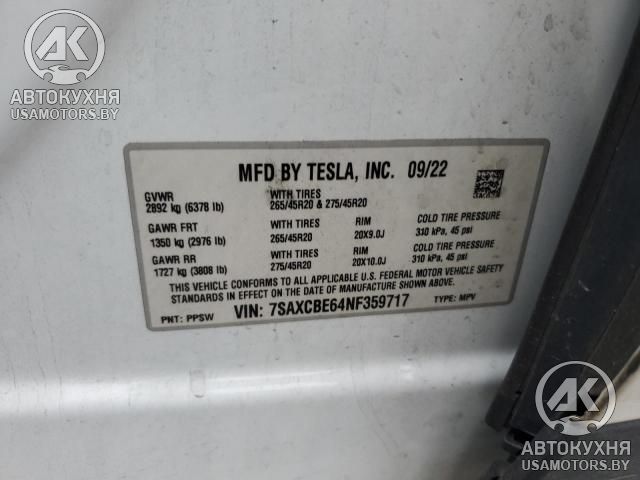 AK
АВТОКУХНЯ
USAMOTORS.BY
MFD BY TESLA, INC. 09/22
GVWR
2892 kg (6378 lb)
WITH TIRES
265/45R20 & 275/45R20
GAWR FRT
1350 kg (2976 lb)
WITH TIRES
265/45R20
RIM
20X9.0J
COLD TIRE PRESSURE
310 kPa, 45 psi
GAWR RR
1727 kg (3808 lb)
WITH TIRES
275/45R20
RIM
20X10.0J
COLD TIRE PRESSURE
310 kPa, 45 psi
THIS VEHICLE CONFORMS TO ALL APPLICABLE U.S. FEDERAL MOTOR VEHICLE SAFETY
STANDARDS IN EFFECT ON THE DATE OF MANUFACTURE SHOWN ABOVE.
PNT: PPSW VIN: 7SAXCBE64NF359717 TYPE: MPV
AK
АВТОКУХНЯ
USAMOTORS.BY